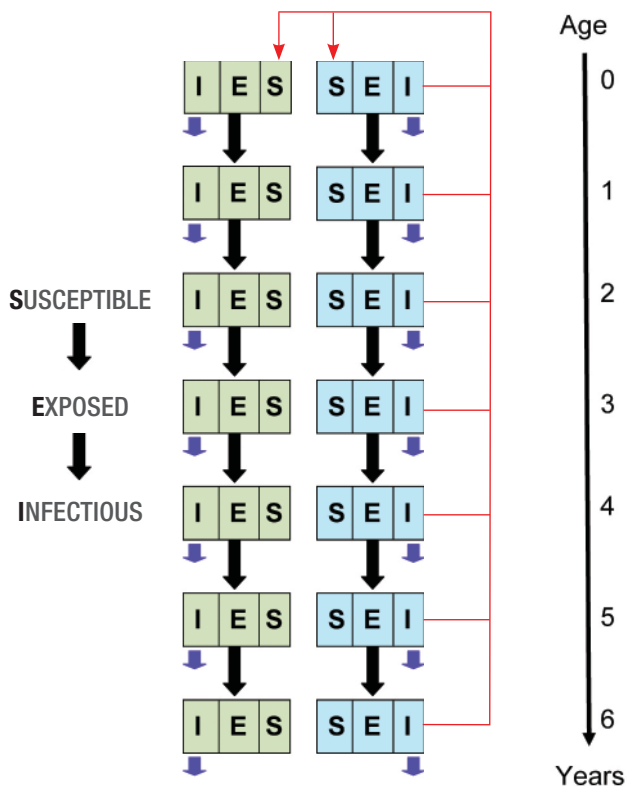 Age
I E S S E I 0
I E S S E I 1
SUSCEPTIBLE I E S S E I 2
EXPOSED I E S S E I 3
INFECTIOUS I E S S E I 4
I E S S E I 5
I E S S E I 6
Years